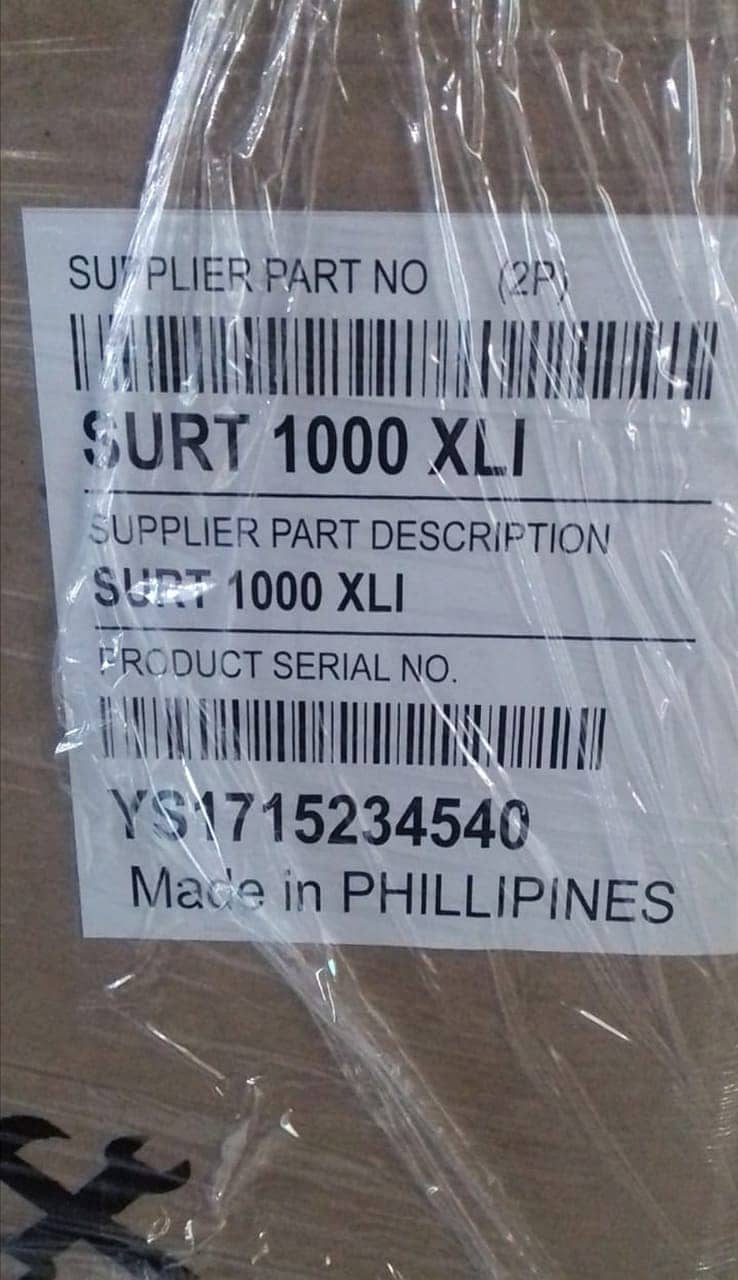 SUPPLIER PART NO (2P)
SURT 1000 XLI
SUPPLIER PART DESCRIPTION
SURT 1000 XLI
PRODUCT SERIAL NO.
YS1715234540
Made in PHILLIPINES